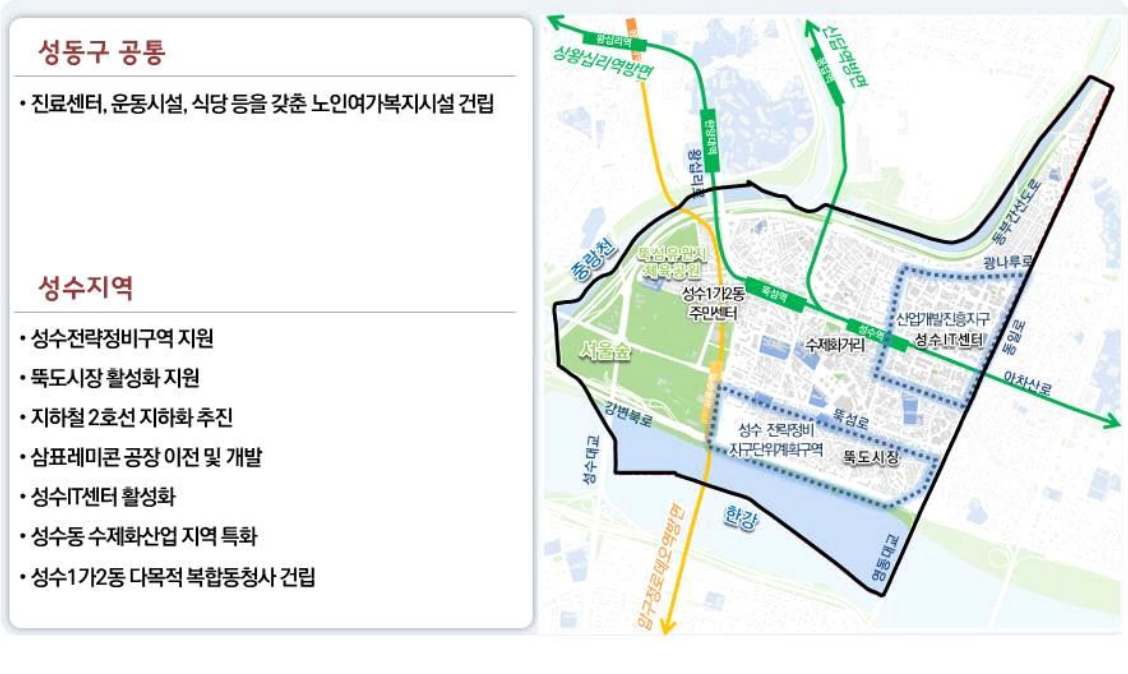 성동구 공통
• 진료센터, 운동시설, 식당 등을 갖춘 노인여가복지시설 건립
성수지역
• 성수전략정비구역 지원
• 뚝도시장 활성화 지원
• 지하철 2호선 지하화 추진
• 삼표레미콘 공장 이전 및 개발
• 성수IT센터 활성화
• 성수동 수제화산업 지역 특화
• 성수1가2동 다목적 복합동청사 건립
왕십리역
상왕십리역방면
신답역방면
용답역
한양대역
왕십리로
동부간선도로
중랑천
뚝섬유원지
체육공원
광나루로
성수1가2동
주민센터
뚝섬역
산업개발진흥지구
성수IT센터
성수역
수제화거리
동일로
서울숲
아차산로
강변북로
뚝섬로
성수 전략정비
지구단위계획구역
뚝도시장
성수대교
한강
영동대교
압구정로데오역방면